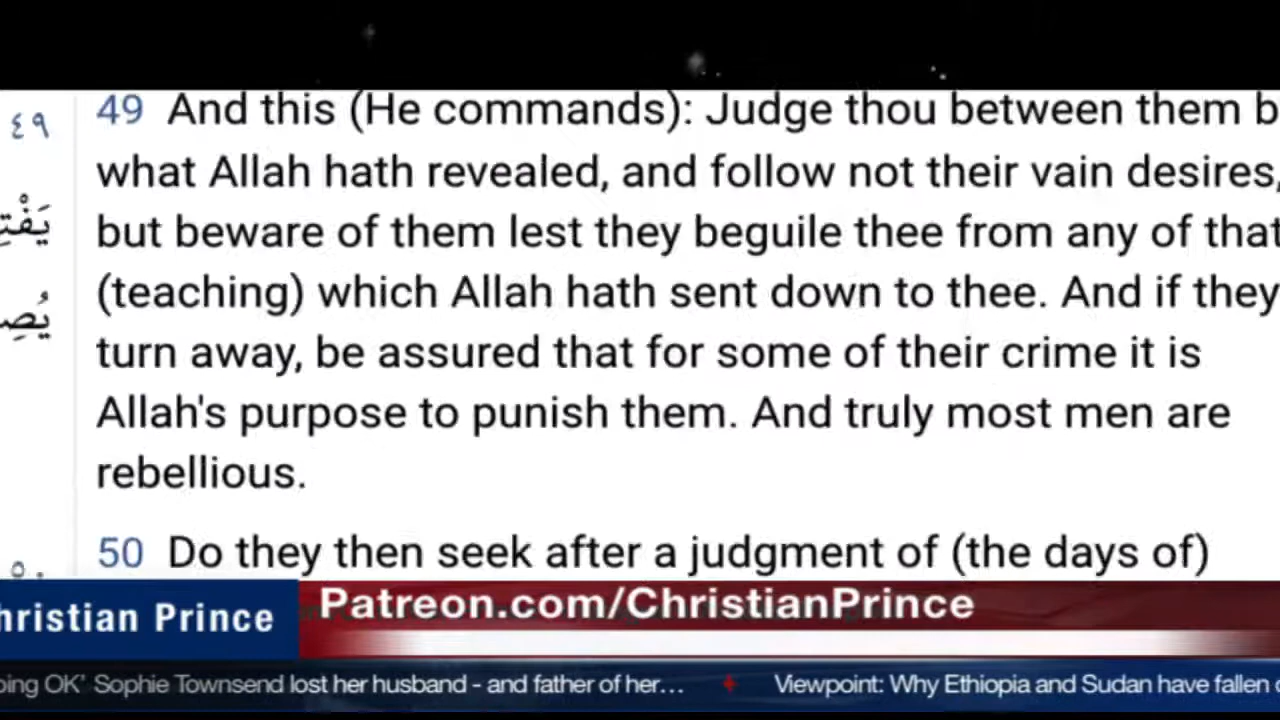 ٤٩
49 And this (He commands): Judge thou between them b
what Allah hath revealed, and follow not their vain desires,
but beware of them lest they beguile thee from any of that
(teaching) which Allah hath sent down to thee. And if they
turn away, be assured that for some of their crime it is
Allah's purpose to punish them. And truly most men are
rebellious.
50 Do they then seek after a judgment of (the days of)
hristian Prince
Patreon.com/ChristianPrince
oing OK' Sophie Townsend lost her husband - and father of her... Viewpoint: Why Ethiopia and Sudan have fallen